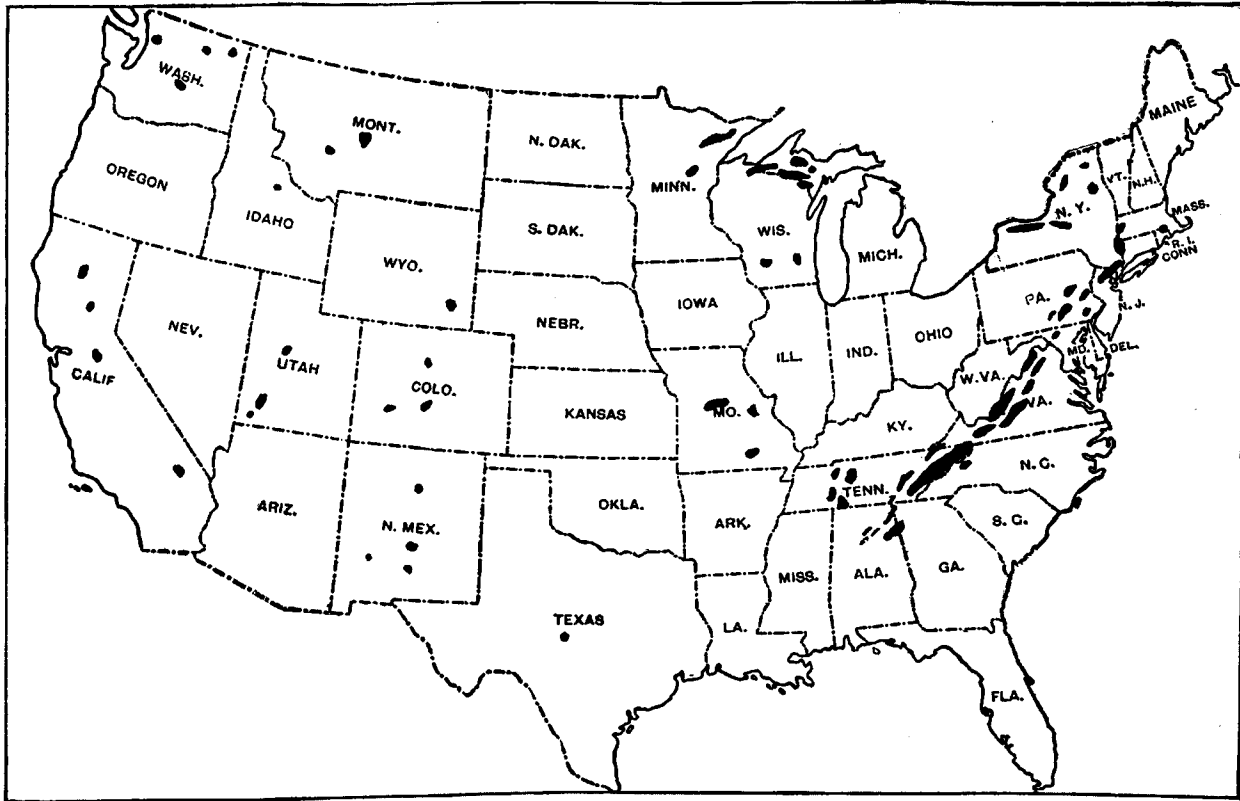 WASH.
MONT.
N. DAK.
MINN.
MAINE
VT.
N.H.
OREGON
IDAHO
S. DAK.
WIS.
MICH.
N. Y.
MASS.
R. I.
CONN
WYO.
IOWA
PA.
N. J.
NEV.
NEBR.
ILL.
IND.
OHIO
MD.
DEL.
W. VA.
VA.
CALIF
UTAH
COLO.
KANSAS
MO.
KY.
N. C.
ARIZ.
N. MEX.
OKLA.
ARK.
TENN.
S. C.
MISS.
ALA.
GA.
TEXAS
LA.
FLA.